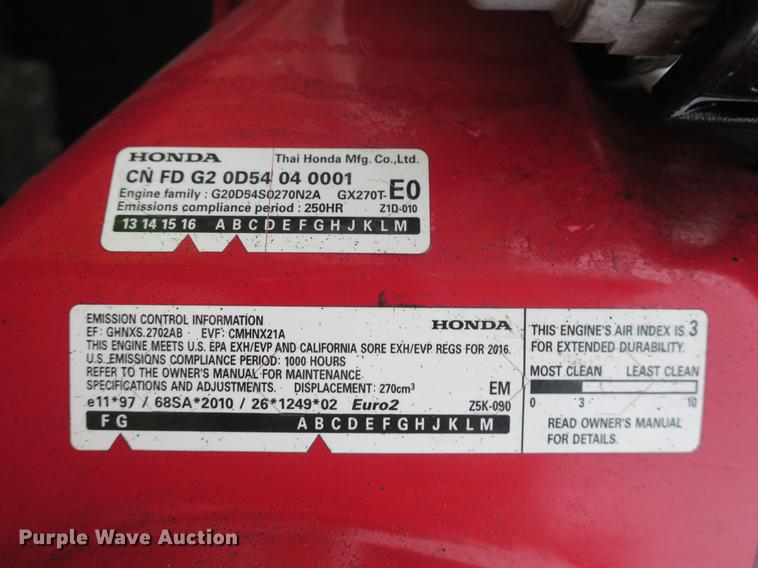 HONDA Thai Honda Mfg. Co., Ltd.
CN FD G2 0D54 04 0001
Engine family : G20D54S0270N2A GX270T-E0
Emissions compliance period : 250HR Z1D-010
13 14 15 16 A B C D E F G H J K L M
EMISSION CONTROL INFORMATION HONDA
EF: GHNXS.2702AB EVF: CMHNX21A
THIS ENGINE MEETS U.S. EPA EXH/EVP AND CALIFORNIA SORE EXH/EVP REGS FOR 2016.
U.S. EMISSIONS COMPLIANCE PERIOD: 1000 HOURS
REFER TO THE OWNER'S MANUAL FOR MAINTENANCE
SPECIFICATIONS AND ADJUSTMENTS. DISPLACEMENT: 270cm³ EM
e11*97 / 68SA*2010 / 26*1249*02 Euro2 Z5K-090
F G A B C D E F G H J K L M
THIS ENGINE'S AIR INDEX IS 3
FOR EXTENDED DURABILITY.
MOST CLEAN LEAST CLEAN
0 3 10
READ OWNER'S MANUAL
FOR DETAILS.
Purple Wave Auction